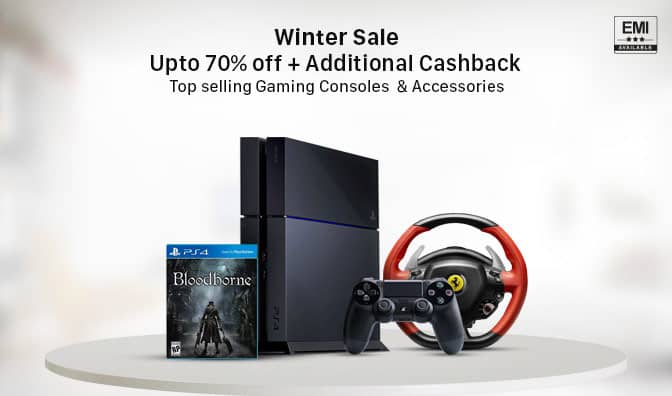 Winter Sale
Upto 70% off + Additional Cashback
Top selling Gaming Consoles & Accessories
EMI
AVAILABLE
PS4
Bloodborne
PS4